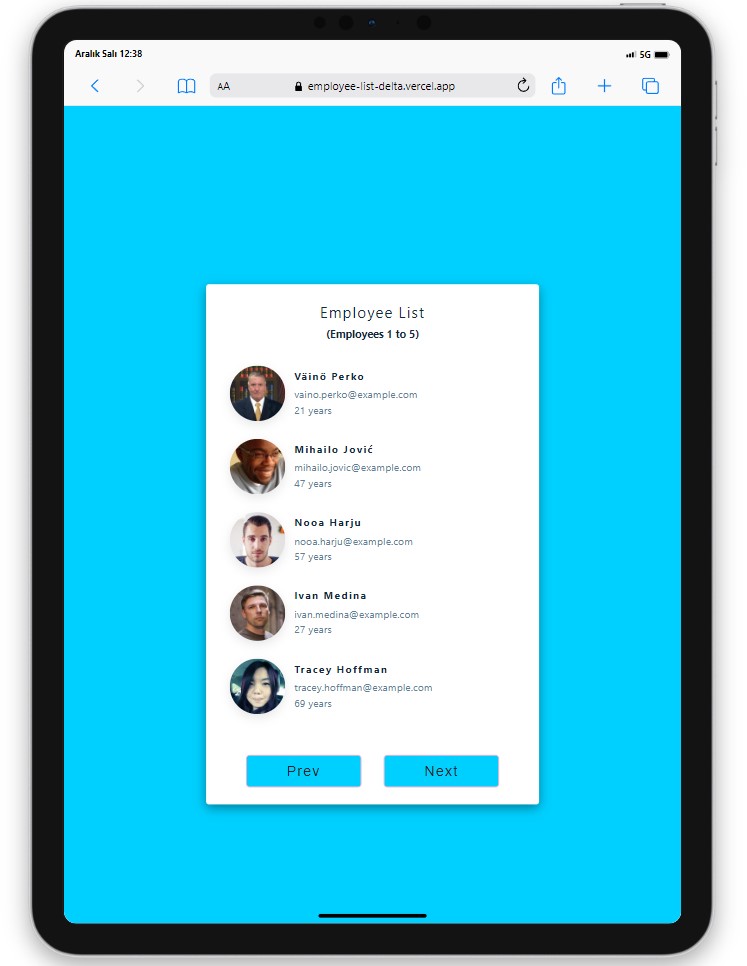 Aralık Salı 12:38
5G
AA
employee-list-delta.vercel.app
Employee List
(Employees 1 to 5)
Väinö Perko
vaino.perko@example.com
21 years
Mihailo Jović
mihailo.jovic@example.com
47 years
Nooa Harju
nooa.harju@example.com
57 years
Ivan Medina
ivan.medina@example.com
27 years
Tracey Hoffman
tracey.hoffman@example.com
69 years
Prev
Next